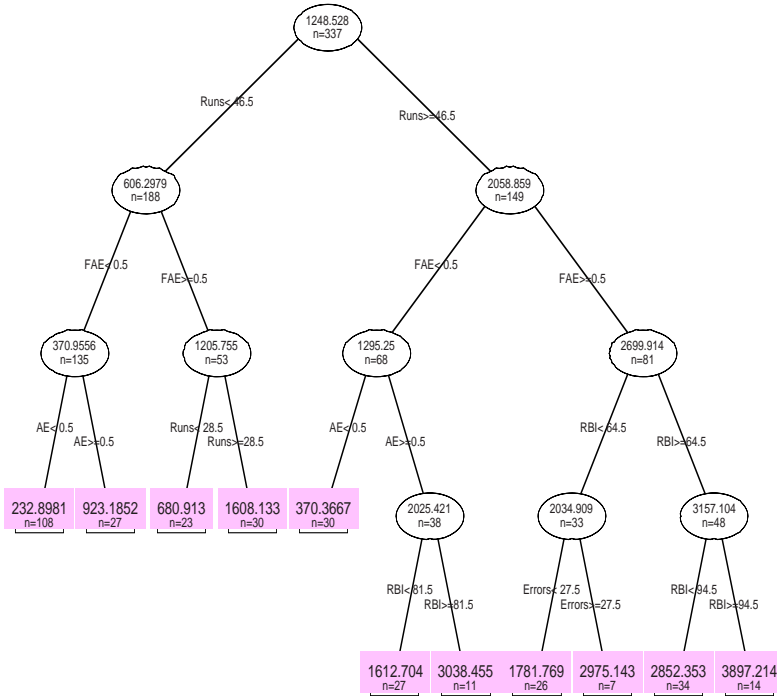 1248.528
n=337
Runs< 46.5
Runs>=46.5
606.2979
n=188
2058.859
n=149
FAE< 0.5
FAE>=0.5
FAE< 0.5
FAE>=0.5
370.9556
n=135
1205.755
n=53
1295.25
n=68
2699.914
n=81
AE< 0.5
AE>=0.5
Runs< 28.5
Runs>=28.5
AE< 0.5
AE>=0.5
RBI< 64.5
RBI>=64.5
232.8981
n=108
923.1852
n=27
680.913
n=23
1608.133
n=30
370.3667
n=30
2025.421
n=38
2034.909
n=33
3157.104
n=48
RBI< 81.5
RBI>=81.5
Errors< 27.5
Errors>=27.5
RBI< 94.5
RBI>=94.5
1612.704
n=27
3038.455
n=11
1781.769
n=26
2975.143
n=7
2852.353
n=34
3897.214
n=14